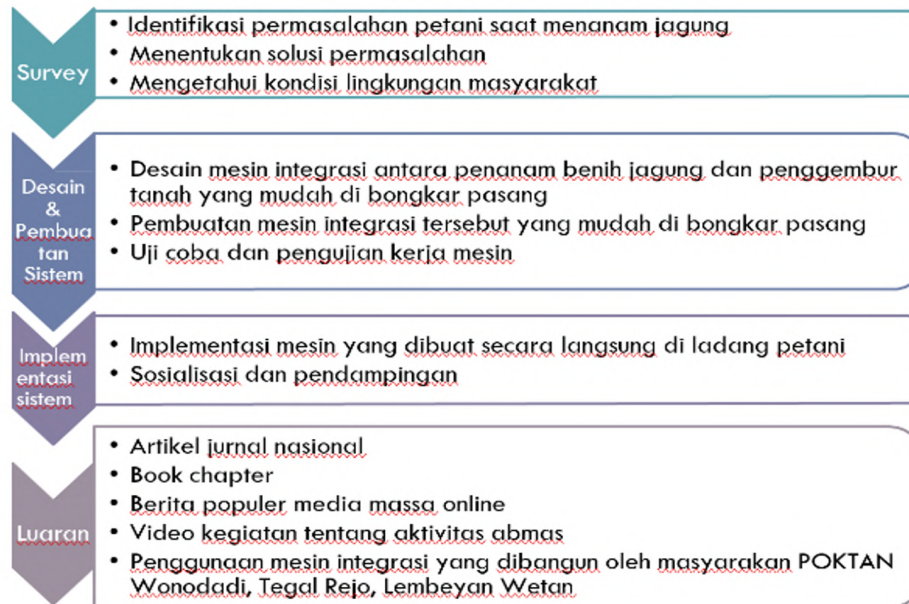 Survey
• Identifikasi permasalahan petani saat menanam jagung
• Menentukan solusi permasalahan
• Mengetahui kondisi lingkungan masyarakat
Desain
&
Pembua
tan
Sistem
• Desain mesin integrasi antara penanam benih jagung dan penggembur
tanah yang mudah di bongkar pasang
• Pembuatan mesin integrasi tersebut yang mudah di bongkar pasang
• Uji coba dan pengujian kerja mesin
Implem
entasi
sistem
• Implementasi mesin yang dibuat secara langsung di ladang petani
• Sosialisasi dan pendampingan
Luaran
• Artikel jurnal nasional
• Book chapter
• Berita populer media massa online
• Video kegiatan tentang aktivitas abmas
• Penggunaan mesin integrasi yang dibangun oleh masyarakan POKTAN
Wonodadi, Tegal Rejo, Lembeyan Wetan